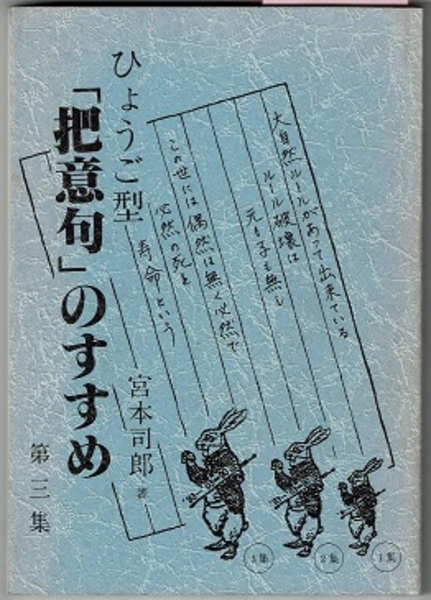 ひょうご型
「把意句」のすすめ
第三集
宮本司郎 著
大自然ルールがあって出来ている
ルール破壊は
元も子も無し
この世には偶然は無く必然で
必然の死を
寿命という
3集
2集
1集